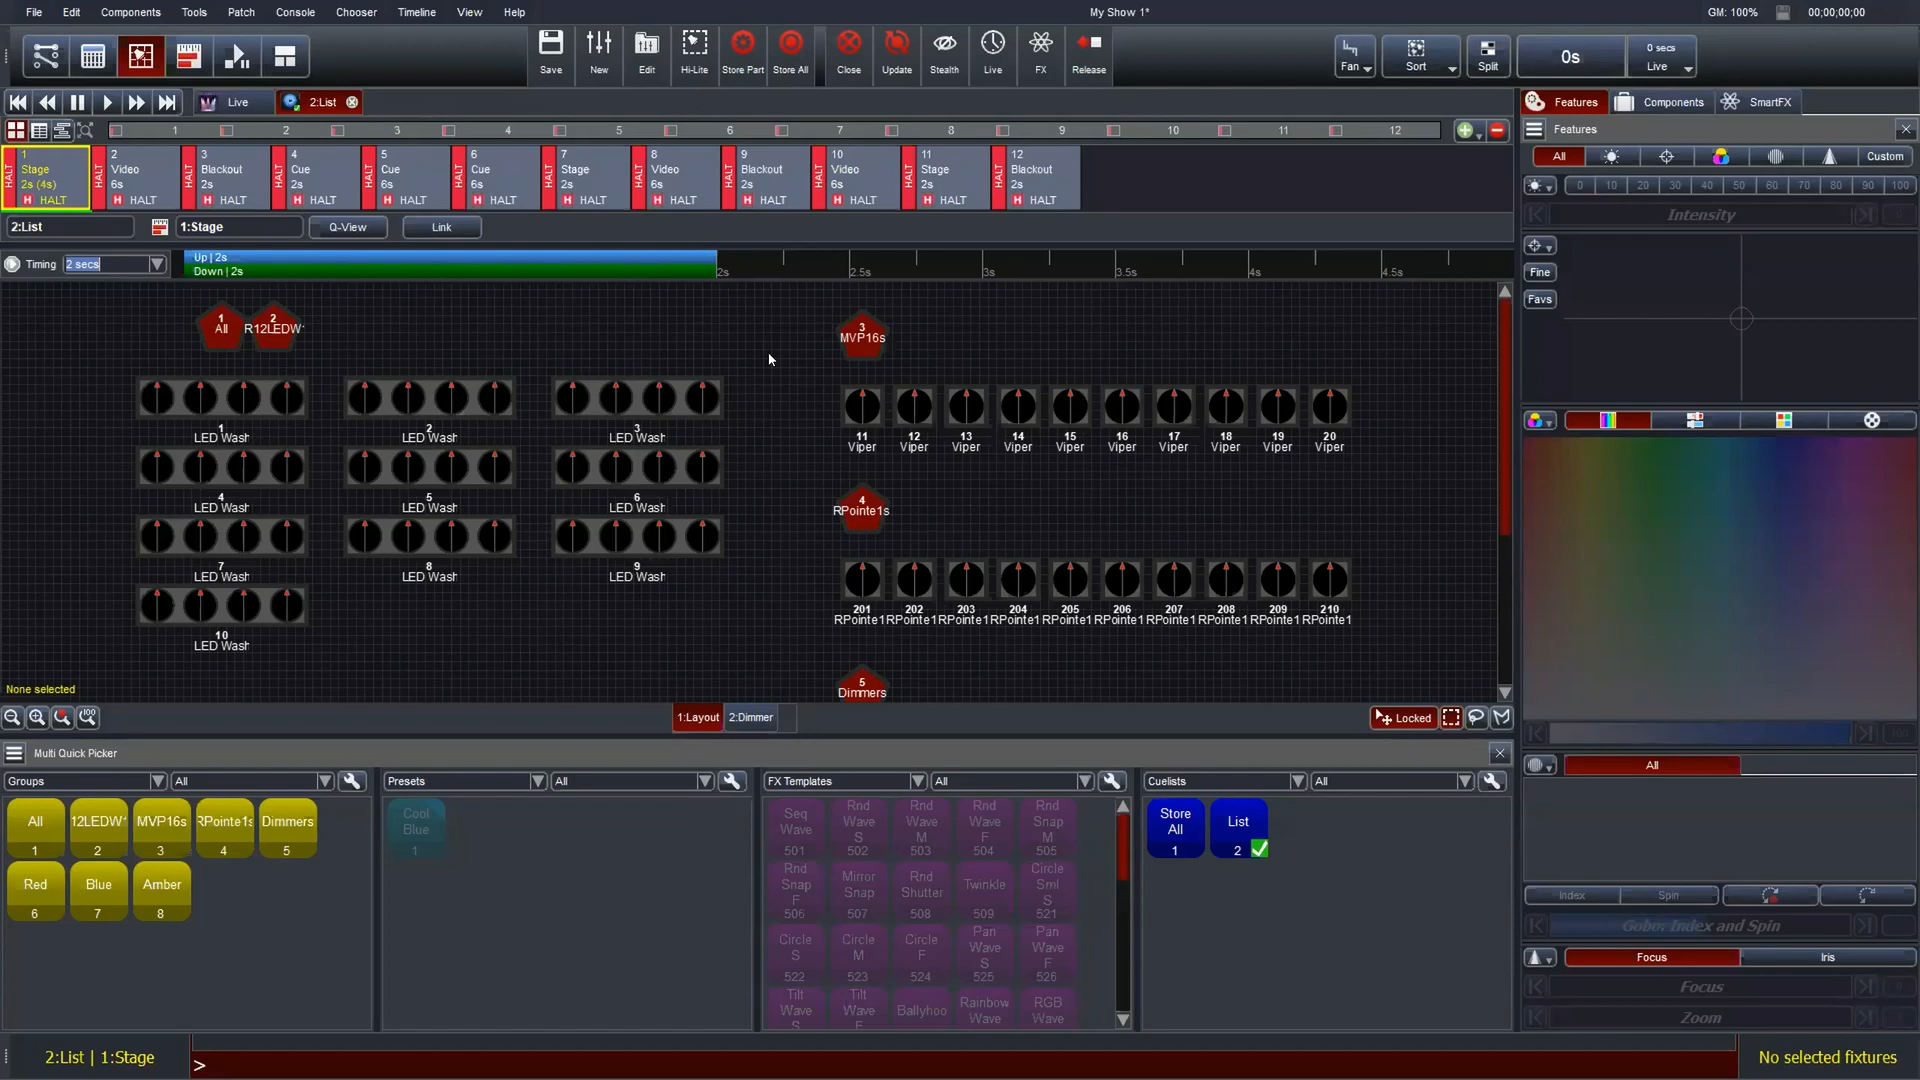 File Edit Components Tools Patch Console Chooser Timeline View Help
My Show 1*
GM: 100% 00;00;00;00
Save New Edit Hi-Lite Store Part Store All Close Update Stealth Live FX Release
Fan Sort Split 0s 0 secs
Live
Live 2:List
Features Components SmartFX
1 2 3 4 5 6 7 8 9 10 11 12
Features
All Custom
HALT 1 Stage 2s (4s) H HALT
HALT 2 Video 6s H HALT
HALT 3 Blackout 2s H HALT
HALT 4 Cue 2s H HALT
HALT 5 Cue 6s H HALT
HALT 6 Cue 6s H HALT
HALT 7 Stage 2s H HALT
HALT 8 Video 6s H HALT
HALT 9 Blackout 2s H HALT
HALT 10 Video 6s H HALT
HALT 11 Stage 2s H HALT
HALT 12 Blackout 2s H HALT
0 10 20 30 40 50 60 70 80 90 100
Intensity
2:List 1:Stage Q-View Link
Timing 2 secs
Up | 2s
Down | 2s
2s 2.5s 3s 3.5s 4s 4.5s
Fine
Favs
1 All
2 R12LEDW
3 MVP16s
1 LED Wash
2 LED Wash
3 LED Wash
4 LED Wash
5 LED Wash
6 LED Wash
7 LED Wash
8 LED Wash
9 LED Wash
10 LED Wash
11 12 13 14 15 16 17 18 19 20
Viper Viper Viper Viper Viper Viper Viper Viper Viper Viper
4 RPointe1s
201 202 203 204 205 206 207 208 209 210
RPointe1 RPointe1 RPointe1 RPointe1 RPointe1 RPointe1 RPointe1 RPointe1 RPointe1 RPointe1
5 Dimmers
None selected
100
1:Layout 2:Dimmer
Locked
Multi Quick Picker
Groups All Presets All FX Templates All Cuelists All
All 1
12LEDW 2
MVP16s 3
RPointe1s 4
Dimmers 5
Red 6
Blue 7
Amber 8
Cool Blue 1
Seq Wave 501
Rnd Wave S 502
Rnd Wave M 503
Rnd Wave F 504
Rnd Snap M 505
Rnd Snap F 506
Mirror Snap 507
Rnd Shutter 508
Twinkle 509
Circle Sml S 521
Circle S 522
Circle M 523
Circle F 524
Pan Wave S 525
Pan Wave F 526
Tilt Wave S
Tilt Wave F
Ballyhoo
Rainbow Wave
RGB Wave
Store All 1
List 2
All
Index Spin
Gobo: Index and Spin
Focus Iris
Focus
Zoom
2:List | 1:Stage
>
No selected fixtures